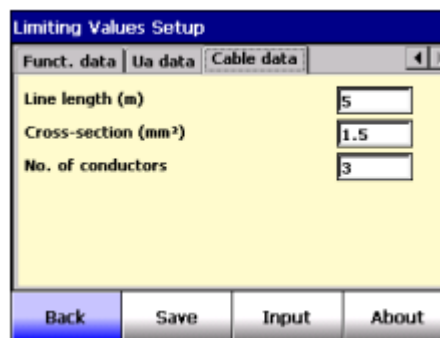 Limiting Values Setup
Funct. data Ua data Cable data
Line length (m) 5
Cross-section (mm²) 1.5
No. of conductors 3
Back Save Input About